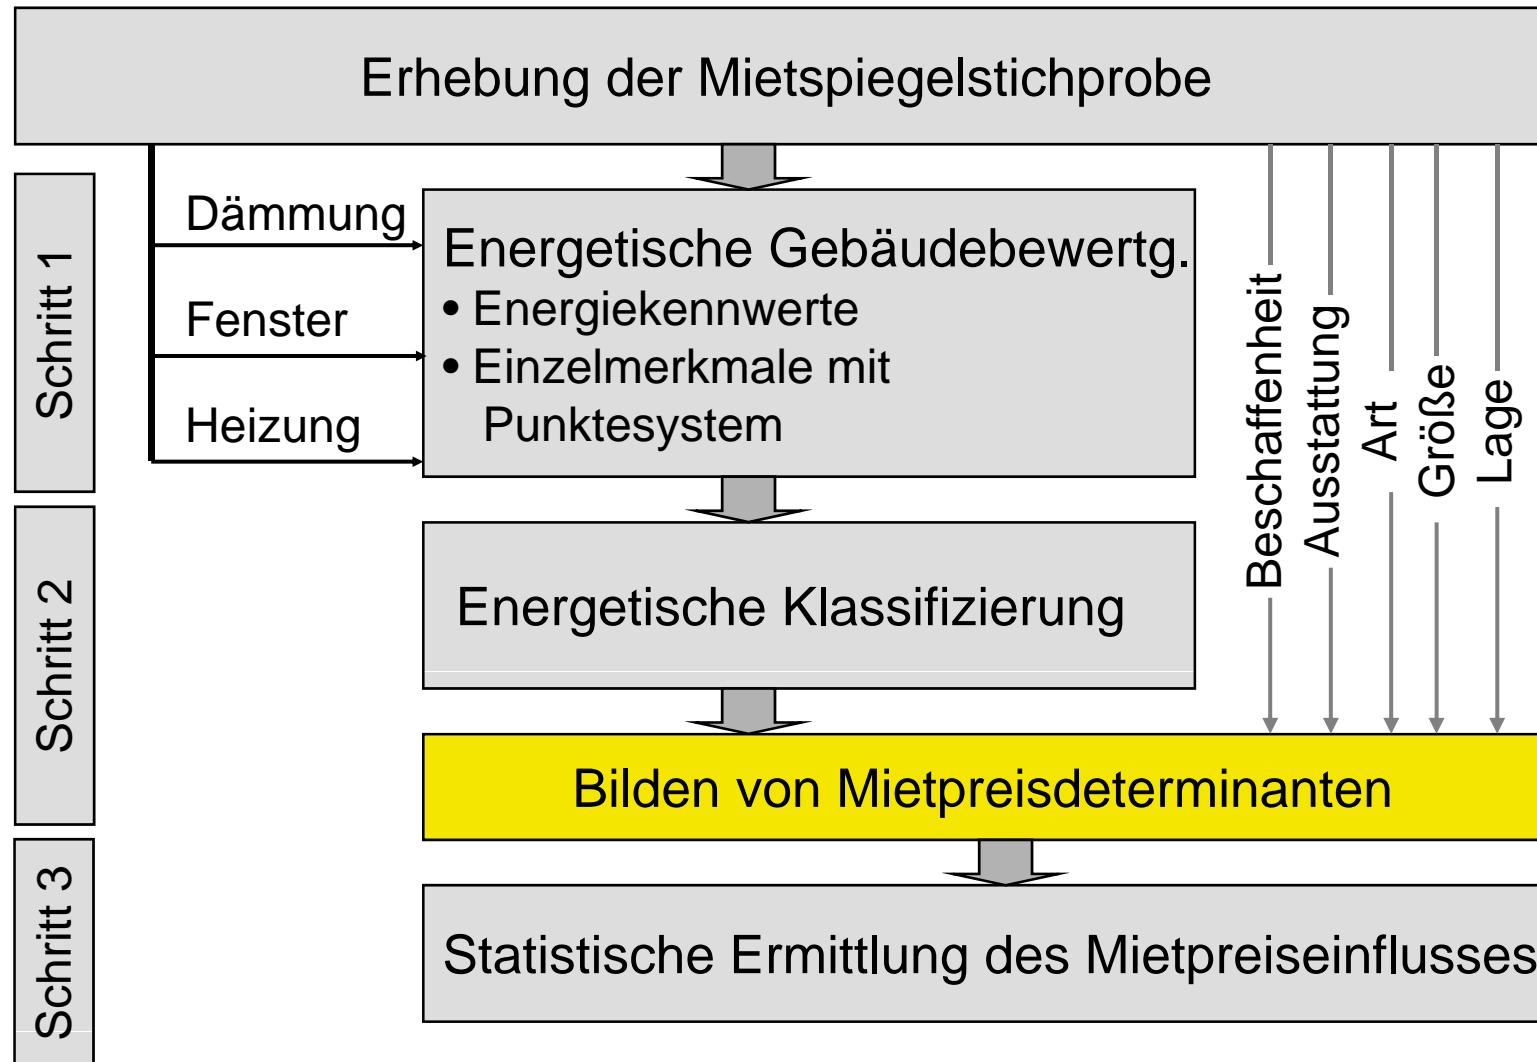 Erhebung der Mietspiegelstichprobe
Schritt 1
Dämmung
Fenster
Heizung
Energetische Gebäudebewertg.
• Energiekennwerte
• Einzelmerkmale mit
Punktesystem
Beschaffenheit
Ausstattung
Art
Größe
Lage
Schritt 2
Energetische Klassifizierung
Bilden von Mietpreisdeterminanten
Schritt 3
Statistische Ermittlung des Mietpreiseinflusses